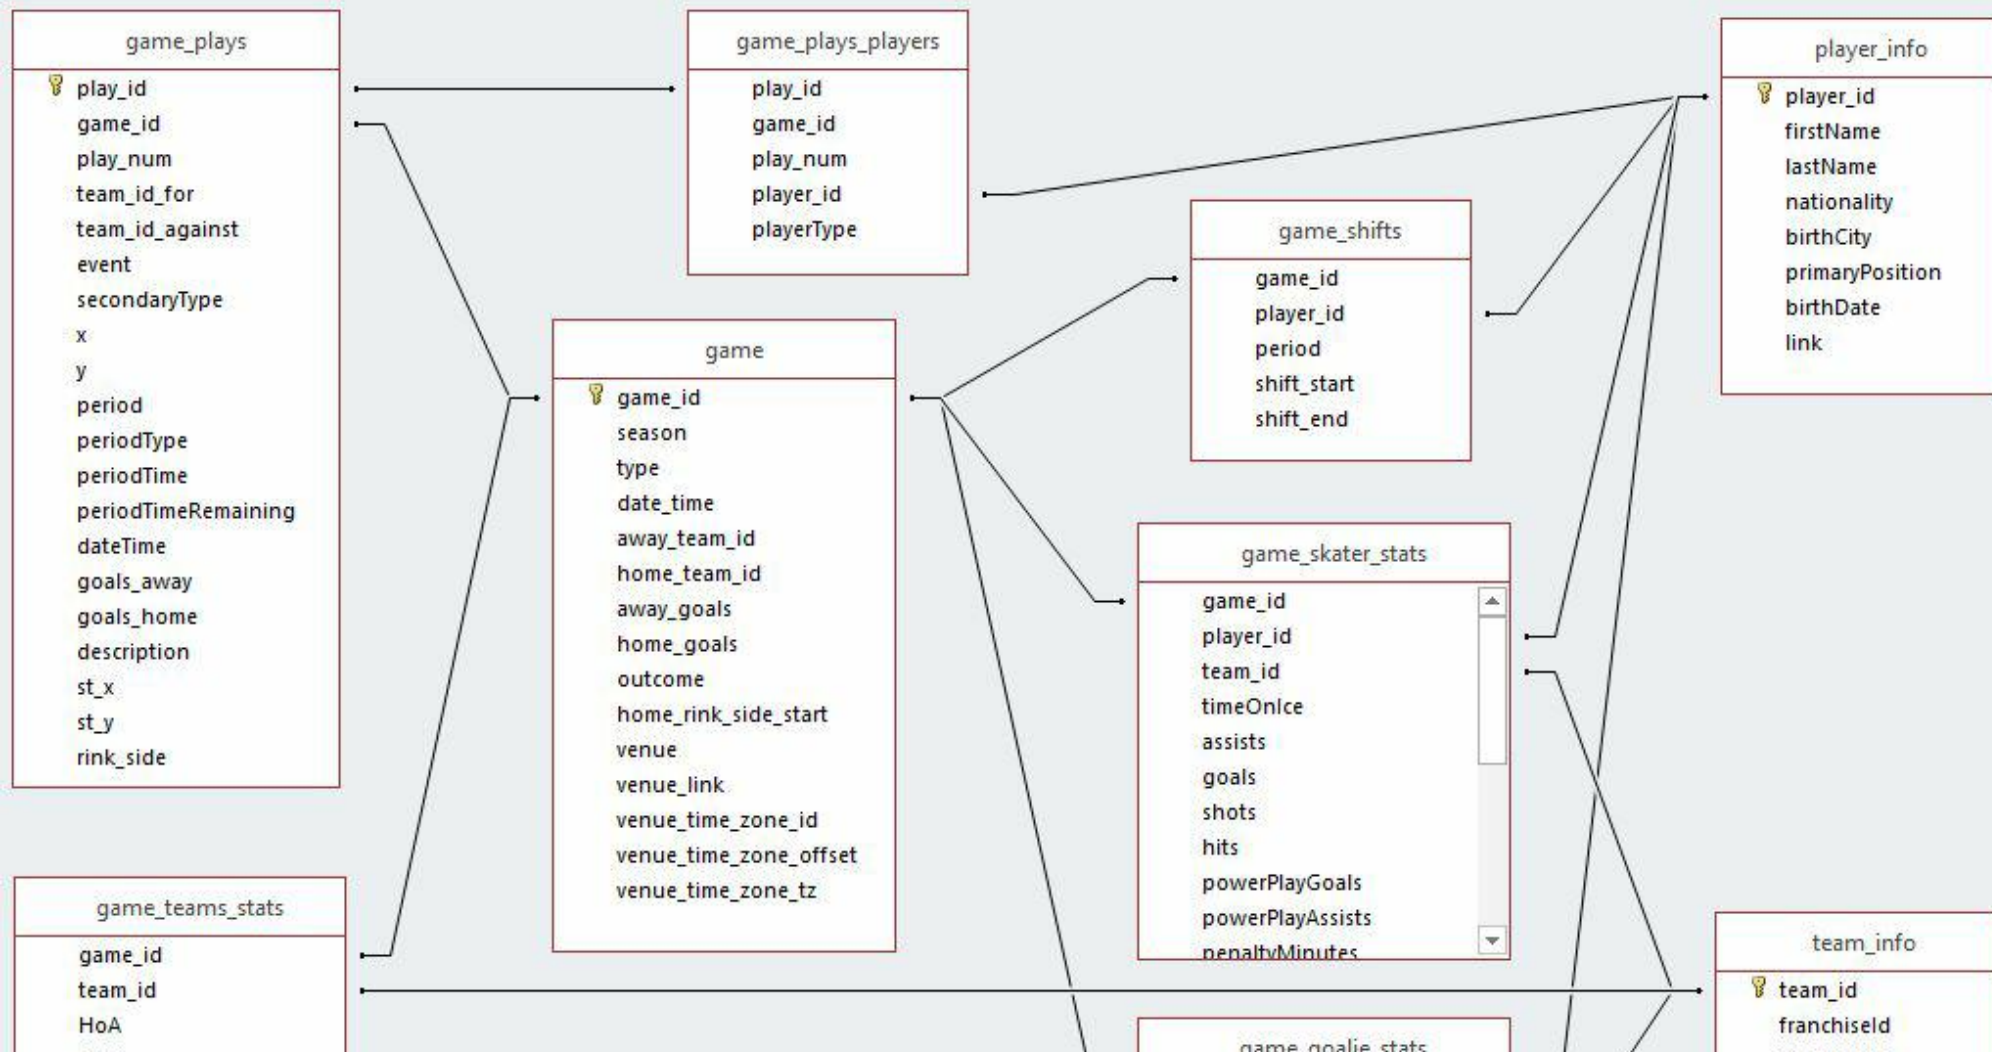 game_plays
play_id
game_id
play_num
team_id_for
team_id_against
event
secondaryType
x
y
period
periodType
periodTime
periodTimeRemaining
dateTime
goals_away
goals_home
description
st_x
st_y
rink_side
game_plays_players
play_id
game_id
play_num
player_id
playerType
player_info
player_id
firstName
lastName
nationality
birthCity
primaryPosition
birthDate
link
game_shifts
game_id
player_id
period
shift_start
shift_end
game
game_id
season
type
date_time
away_team_id
home_team_id
away_goals
home_goals
outcome
home_rink_side_start
venue
venue_link
venue_time_zone_id
venue_time_zone_offset
venue_time_zone_tz
game_skater_stats
game_id
player_id
team_id
timeOnIce
assists
goals
shots
hits
powerPlayGoals
powerPlayAssists
penaltyMinutes
game_teams_stats
game_id
team_id
HoA
team_info
team_id
franchiseId
game_goalie_stats